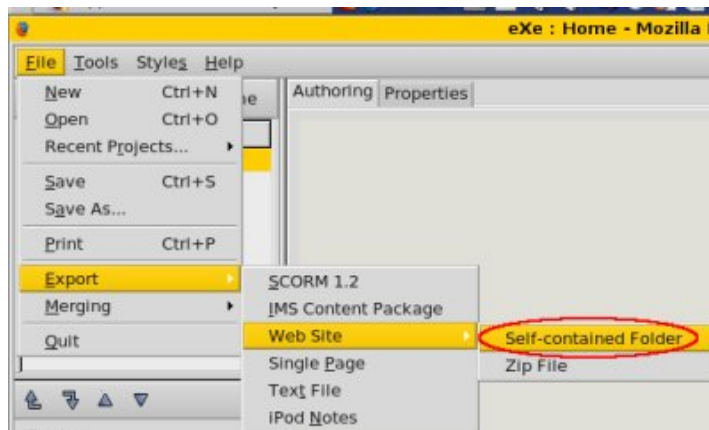 eXe : Home - Mozilla
File Tools Styles Help
New Ctrl+N
Open Ctrl+O
Recent Projects...
Save Ctrl+S
Save As...
Print Ctrl+P
Export
Merging
Quit
Authoring Properties
SCORM 1.2
IMS Content Package
Web Site
Single Page
Text File
iPod Notes
Self-contained Folder
Zip File